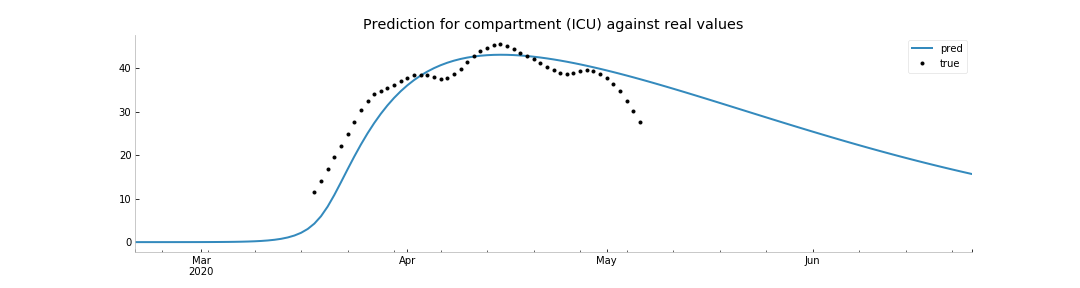 Prediction for compartment (ICU) against real values
pred
true
40
30
20
10
0
Mar
2020
Apr
May
Jun